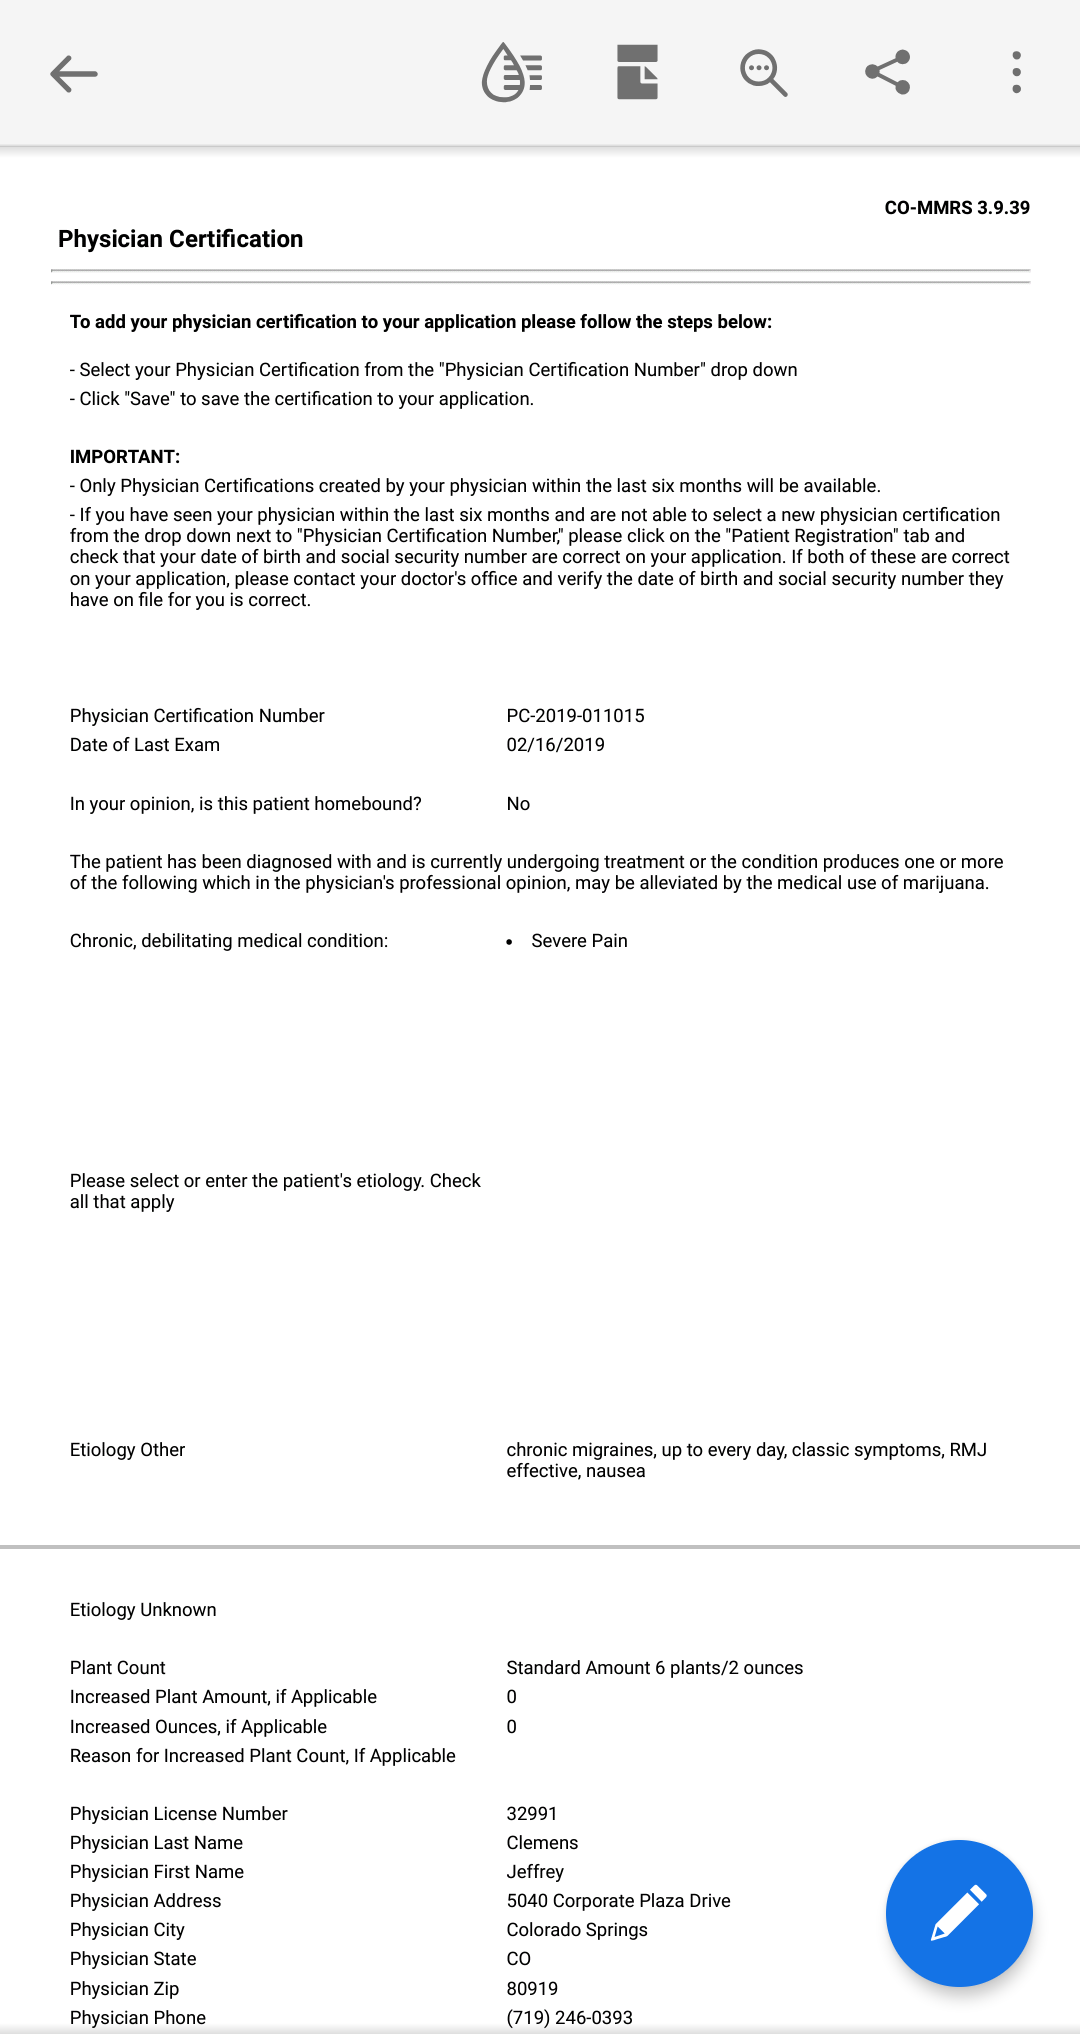 CO-MMRS 3.9.39
Physician Certification
To add your physician certification to your application please follow the steps below:
- Select your Physician Certification from the "Physician Certification Number" drop down
- Click "Save" to save the certification to your application.
IMPORTANT:
- Only Physician Certifications created by your physician within the last six months will be available.
- If you have seen your physician within the last six months and are not able to select a new physician certification
from the drop down next to "Physician Certification Number," please click on the "Patient Registration" tab and
check that your date of birth and social security number are correct on your application. If both of these are correct
on your application, please contact your doctor's office and verify the date of birth and social security number they
have on file for you is correct.
Physician Certification Number PC-2019-011015
Date of Last Exam 02/16/2019
In your opinion, is this patient homebound? No
The patient has been diagnosed with and is currently undergoing treatment or the condition produces one or more
of the following which in the physician's professional opinion, may be alleviated by the medical use of marijuana.
Chronic, debilitating medical condition: • Severe Pain
Please select or enter the patient's etiology. Check
all that apply
Etiology Other chronic migraines, up to every day, classic symptoms, RMJ
effective, nausea
Etiology Unknown
Plant Count Standard Amount 6 plants/2 ounces
Increased Plant Amount, if Applicable 0
Increased Ounces, if Applicable 0
Reason for Increased Plant Count, If Applicable
Physician License Number 32991
Physician Last Name Clemens
Physician First Name Jeffrey
Physician Address 5040 Corporate Plaza Drive
Physician City Colorado Springs
Physician State CO
Physician Zip 80919
Physician Phone (719) 246-0393